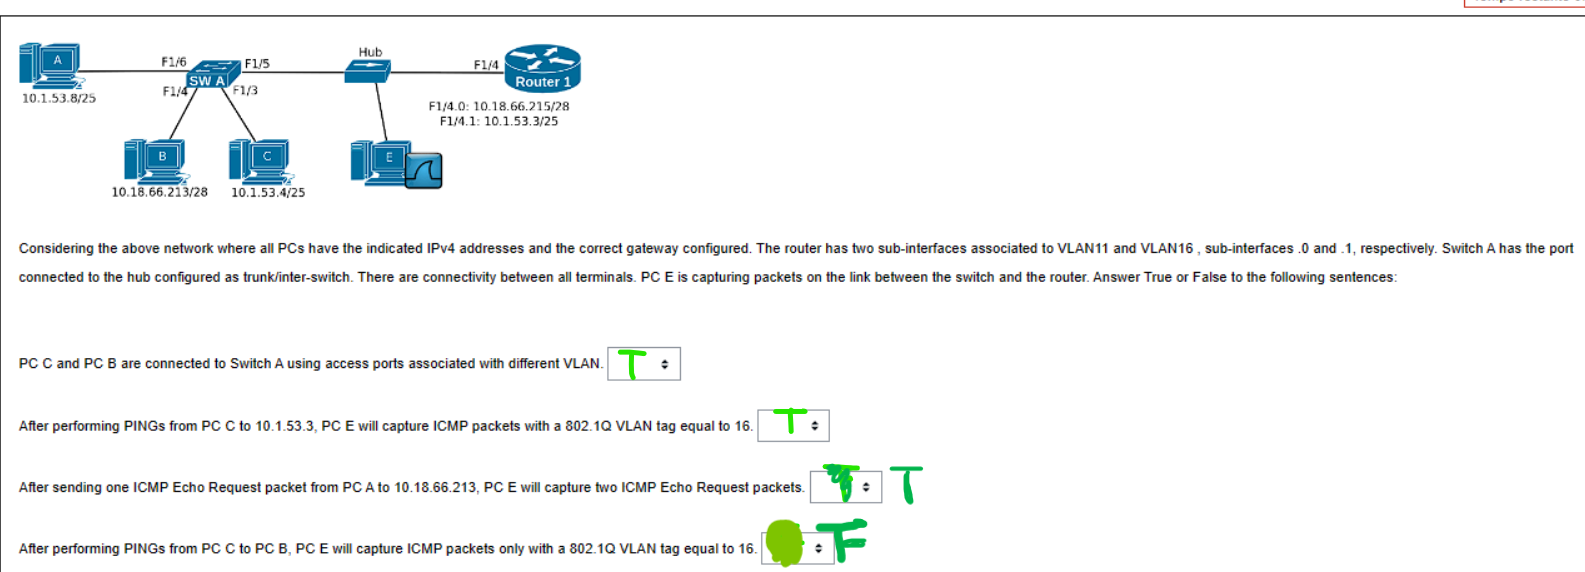 A
F1/6
F1/5
Hub
F1/4
SW A
Router 1
10.1.53.8/25
F1/4
F1/3
F1/4.0: 10.18.66.215/28
F1/4.1: 10.1.53.3/25
B
C
E
10.18.66.213/28
10.1.53.4/25
Considering the above network where all PCs have the indicated IPv4 addresses and the correct gateway configured. The router has two sub-interfaces associated to VLAN11 and VLAN16 , sub-interfaces .0 and .1, respectively. Switch A has the port
connected to the hub configured as trunk/inter-switch. There are connectivity between all terminals. PC E is capturing packets on the link between the switch and the router. Answer True or False to the following sentences:
PC C and PC B are connected to Switch A using access ports associated with different VLAN. T
After performing PINGs from PC C to 10.1.53.3, PC E will capture ICMP packets with a 802.1Q VLAN tag equal to 16. T
After sending one ICMP Echo Request packet from PC A to 10.18.66.213, PC E will capture two ICMP Echo Request packets. T
After performing PINGs from PC C to PC B, PC E will capture ICMP packets only with a 802.1Q VLAN tag equal to 16. F